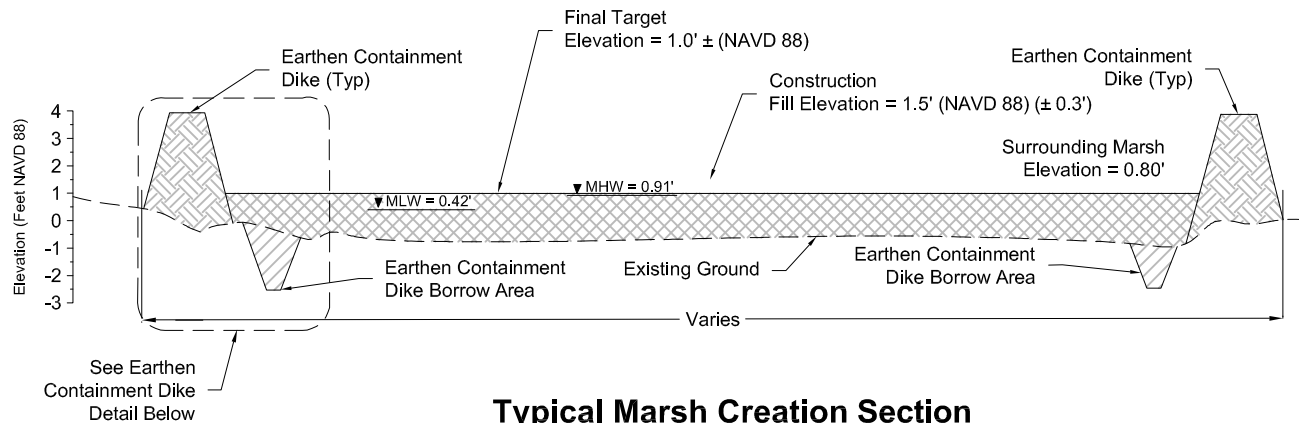 Final Target
Elevation = 1.0' ± (NAVD 88)
Earthen Containment
Dike (Typ)
Construction
Fill Elevation = 1.5' (NAVD 88) (± 0.3')
Earthen Containment
Dike (Typ)
Surrounding Marsh
Elevation = 0.80'
Elevation (Feet NAVD 88)
4
3
2
1
0
-1
-2
-3
MLW = 0.42'
MHW = 0.91'
Earthen Containment
Dike Borrow Area
Existing Ground
Earthen Containment
Dike Borrow Area
Varies
See Earthen
Containment Dike
Detail Below
Typical Marsh Creation Section